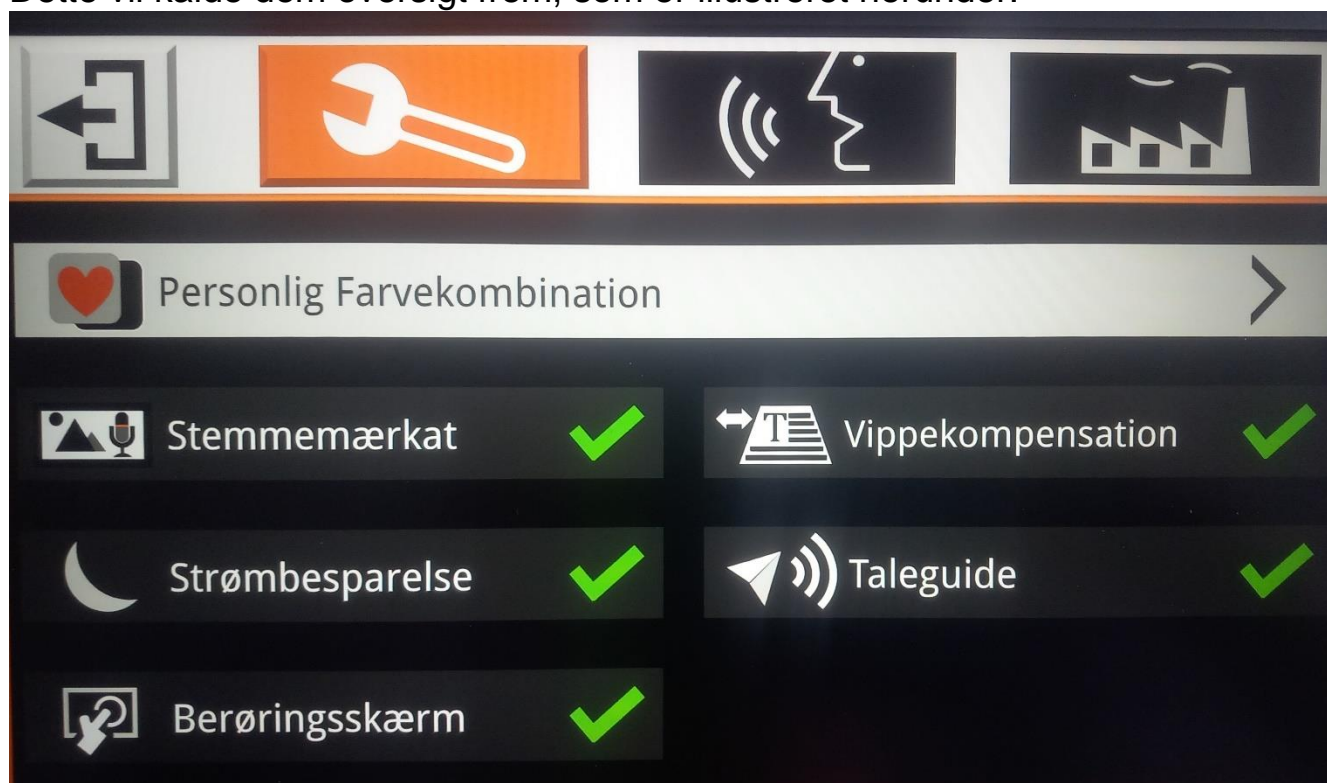 Personlig Farvekombination
Stemmemærkat
Vippekompensation
T
Strømbesparelse
Taleguide
Berøringsskærm